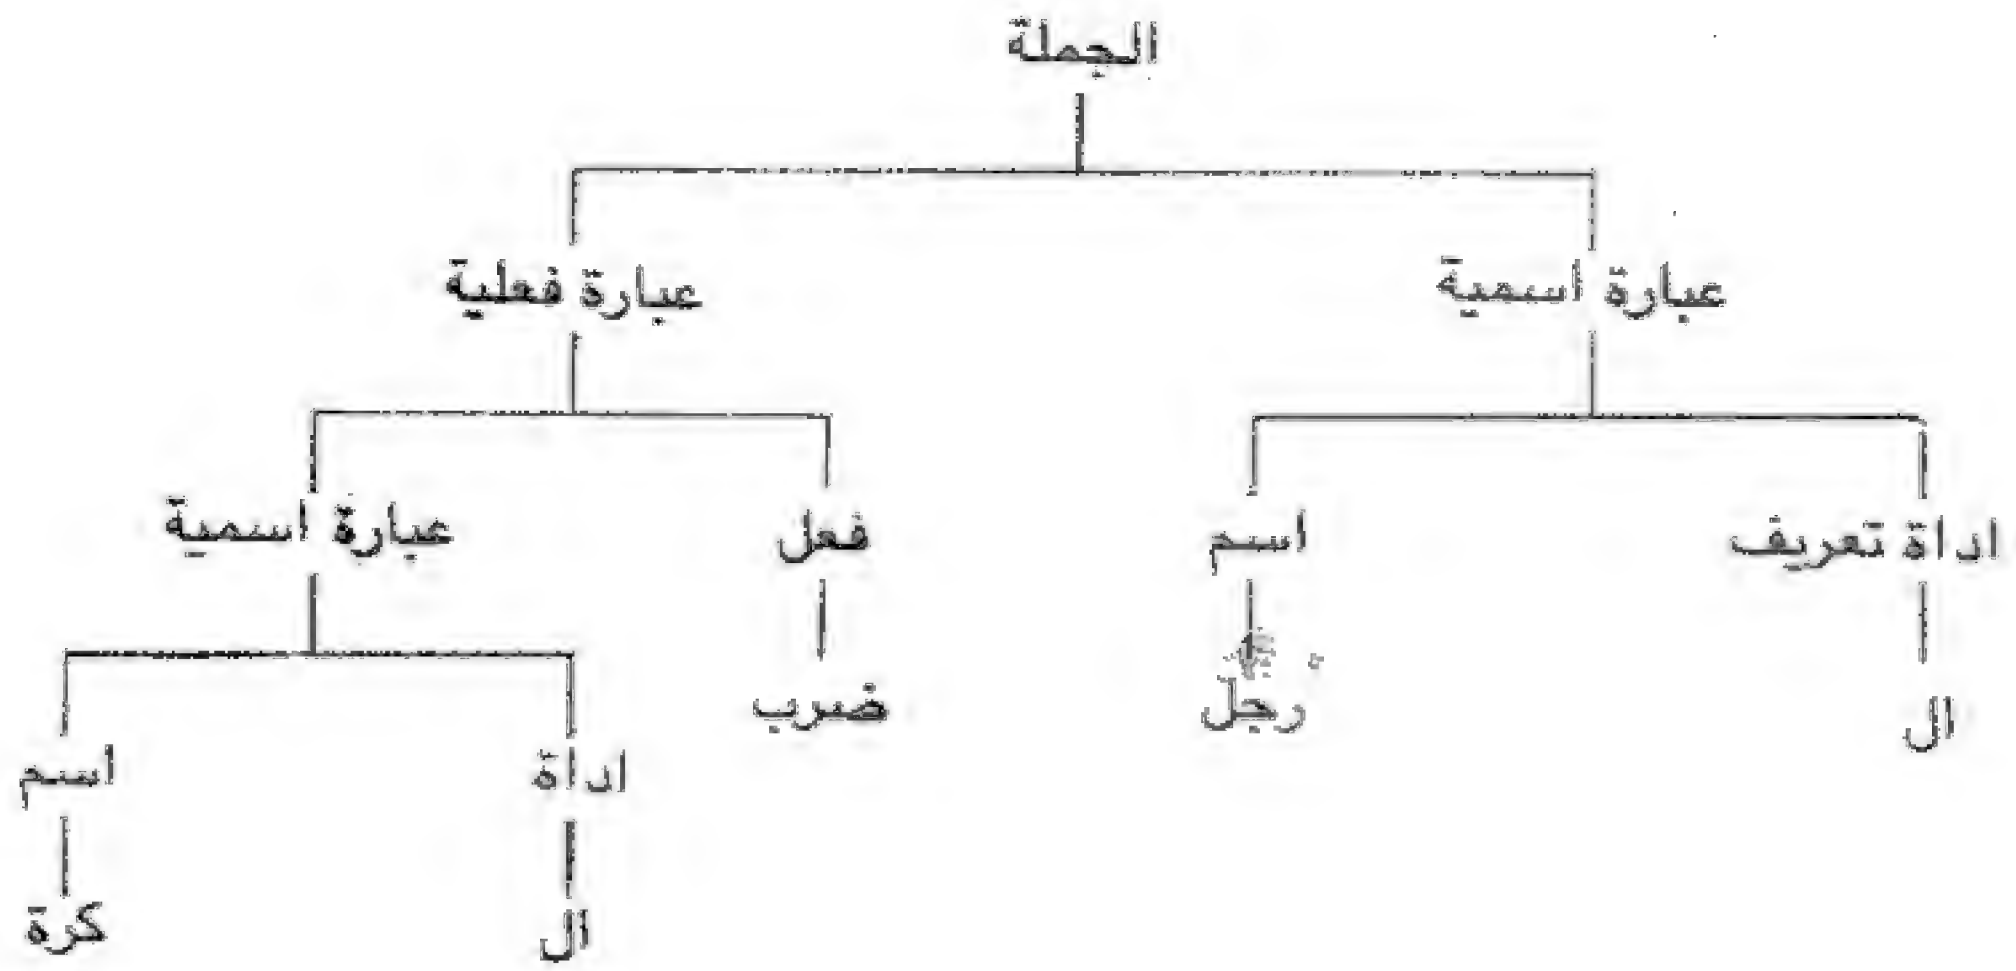 الجملة
عبارة اسمية عبارة فعلية
اداة تعريف اسم فعل عبارة اسمية
ال رجل ضرب
اداة اسم
ال كرة